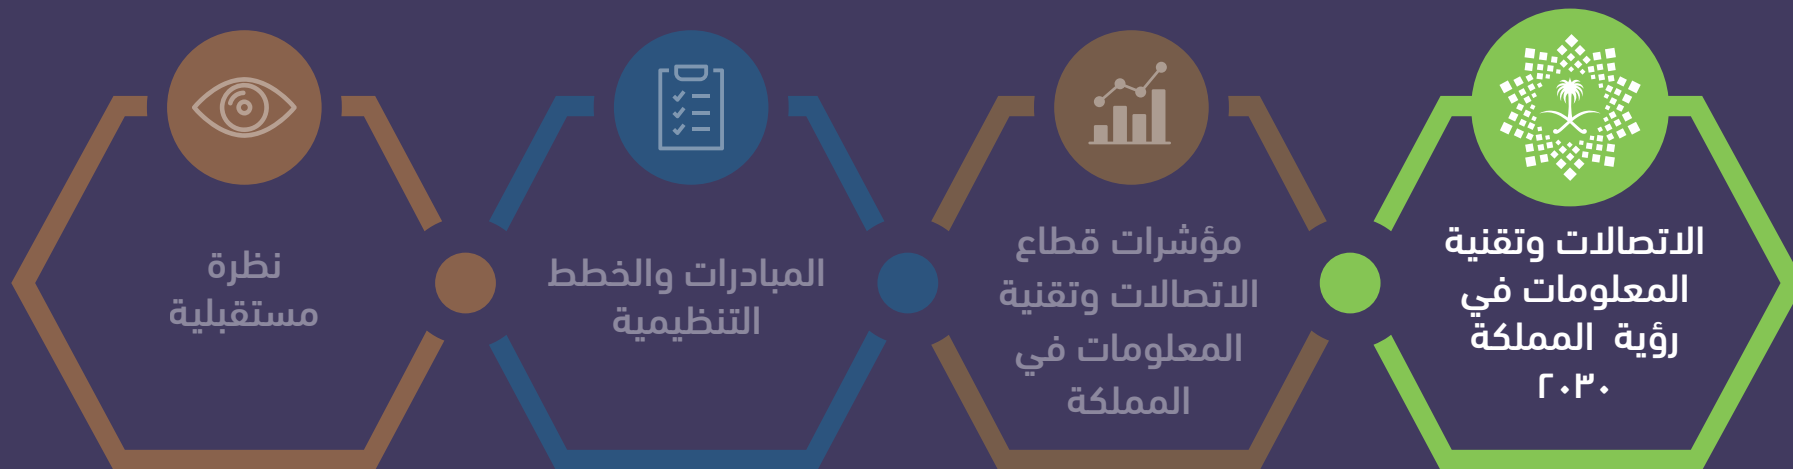 الاتصالات وتقنية
المعلومات في
رؤية المملكة
٢٠٣٠
مؤشرات قطاع
الاتصالات وتقنية
المعلومات في
المملكة
المبادرات والخطط
التنظيمية
نظرة
مستقبلية